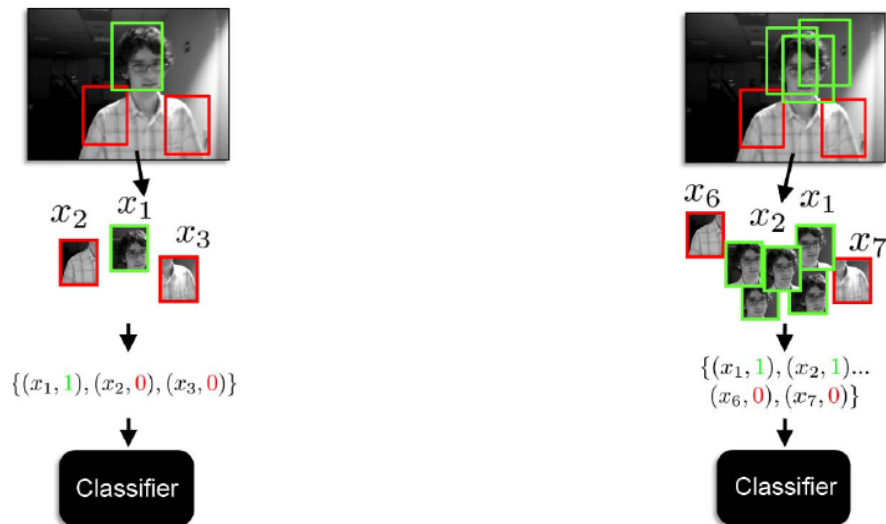 x₂
x₁
x₃
{(x₁, 1), (x₂, 0), (x₃, 0)}
Classifier
x₆
x₂
x₁
x₇
{(x₁, 1), (x₂, 1)...
(x₆, 0), (x₇, 0)}
Classifier